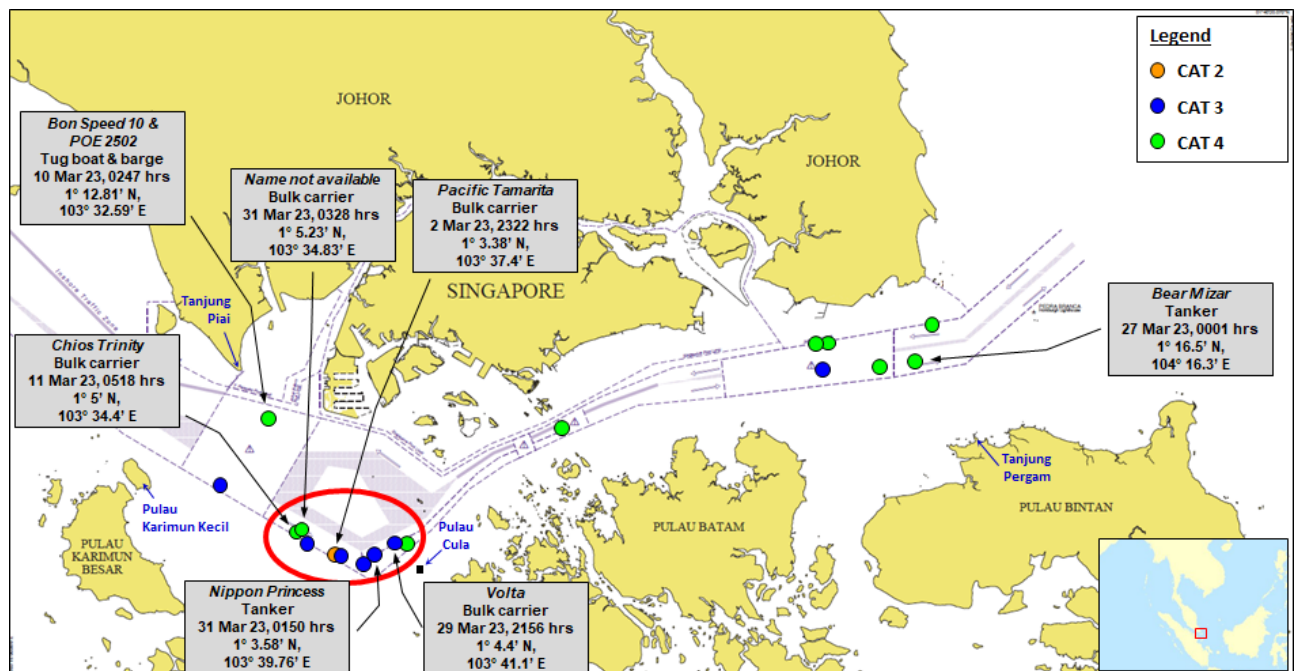 Legend
CAT 2
CAT 3
CAT 4
JOHOR
JOHOR
Bon Speed 10 &
POE 2502
Tug boat & barge
10 Mar 23, 0247 hrs
1° 12.81' N,
103° 32.59' E
Name not available
Bulk carrier
31 Mar 23, 0328 hrs
1° 5.23' N,
103° 34.83' E
Pacific Tamarita
Bulk carrier
2 Mar 23, 2322 hrs
1° 3.38' N,
103° 37.4' E
SINGAPORE
Tanjung
Piai
Bear Mizar
Tanker
27 Mar 23, 0001 hrs
1° 16.5' N,
104° 16.3' E
Chios Trinity
Bulk carrier
11 Mar 23, 0518 hrs
1° 5' N,
103° 34.4' E
Tanjung
Pergam
Pulau
Karimun Kecil
PULAU BINTAN
PULAU BATAM
Pulau
Cula
PULAU
KARIMUN
BESAR
Nippon Princess
Tanker
31 Mar 23, 0150 hrs
1° 3.58' N,
103° 39.76' E
Volta
Bulk carrier
29 Mar 23, 2156 hrs
1° 4.4' N,
103° 41.1' E